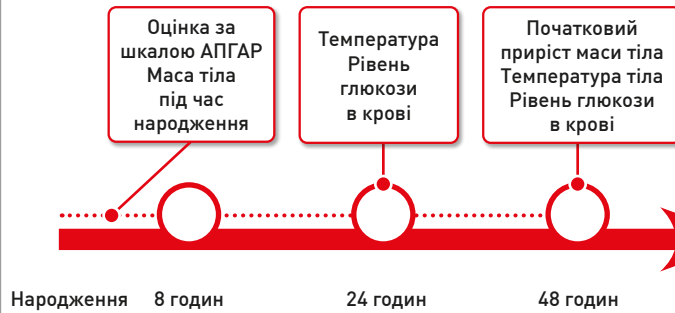 Оцінка за
шкалою АПГАР
Маса тіла
під час
народження
Температура
Рівень
глюкози
в крові
Початковий
приріст маси тіла
Температура тіла
Рівень глюкози
в крові
Народження 8 годин 24 годин 48 годин